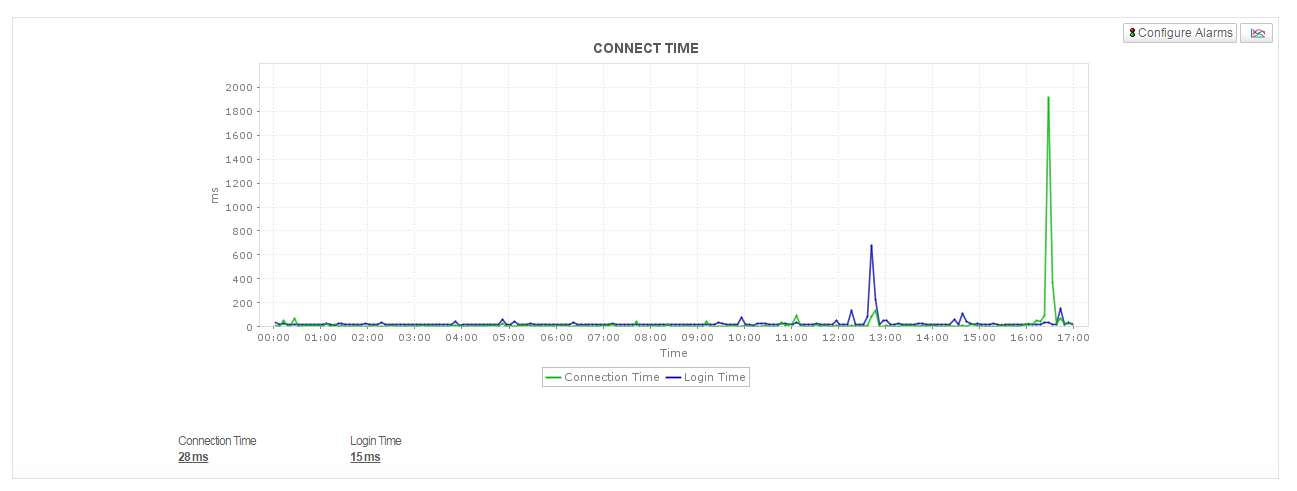 Configure Alarms
CONNECT TIME
2000
1800
1600
1400
1200
1000
800
600
400
200
0
ms
00:00 01:00 02:00 03:00 04:00 05:00 06:00 07:00 08:00 09:00 10:00 11:00 12:00 13:00 14:00 15:00 16:00 17:00
Time
Connection Time Login Time
Connection Time Login Time
28 ms 15 ms